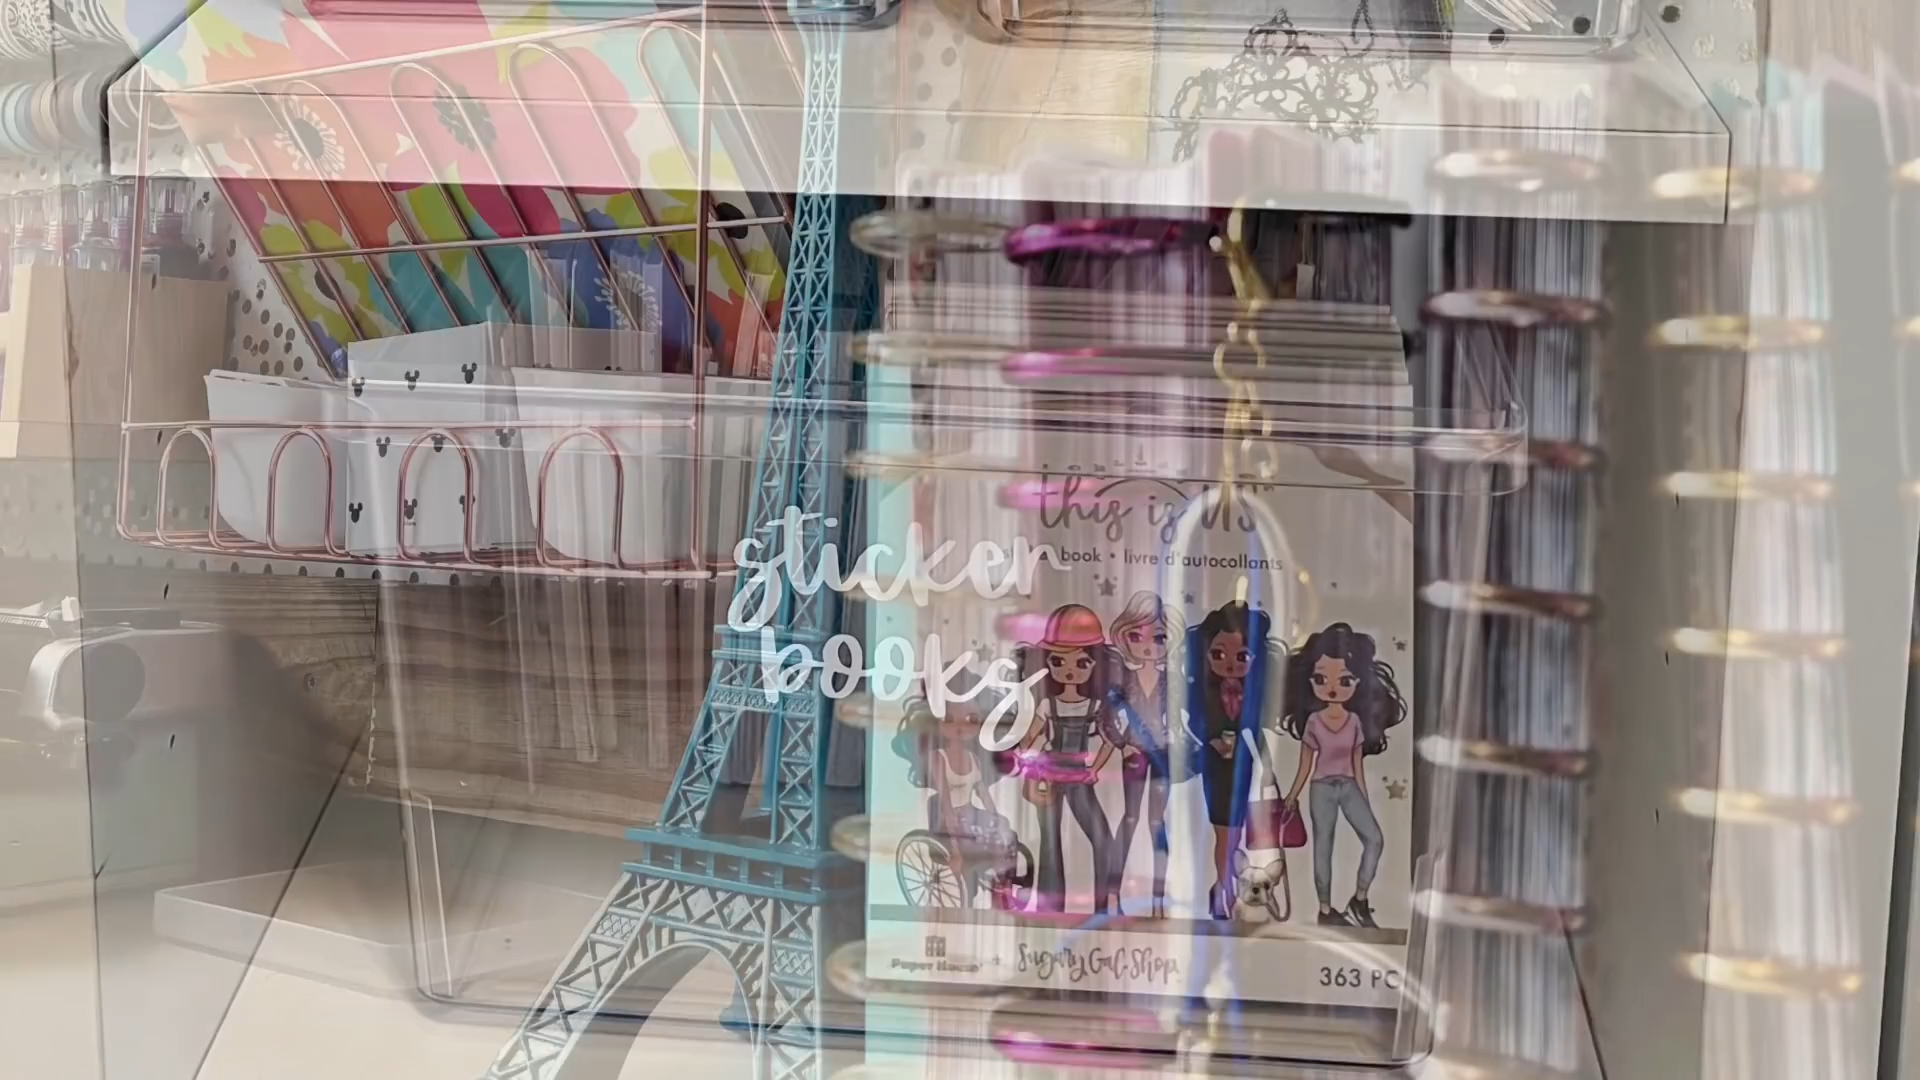 this is US
book • livre d'autocollants
sticker
books
Paper House + Sugary Gal Shop
363 PC